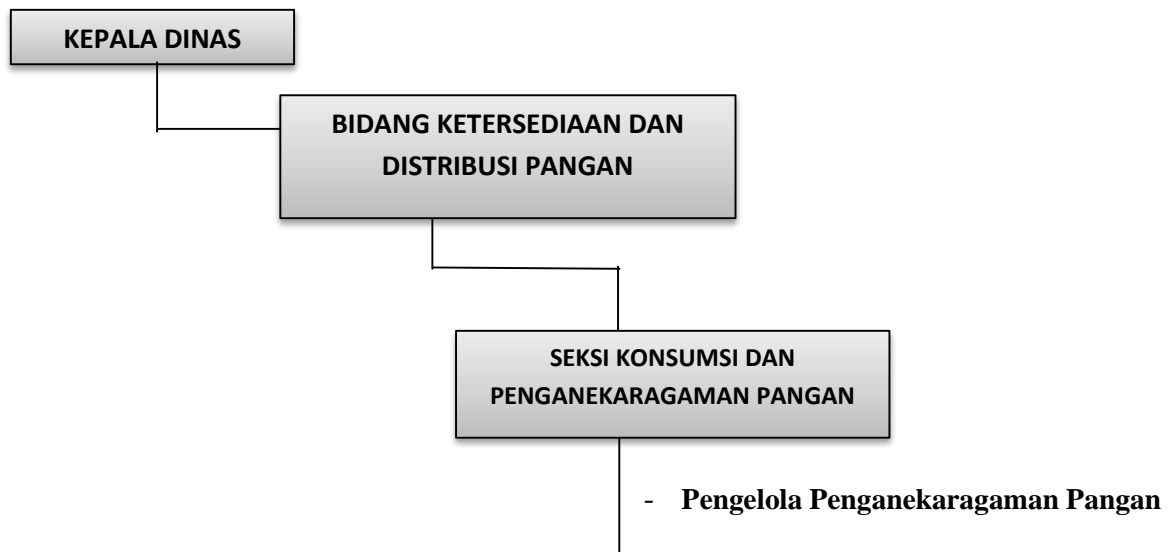 KEPALA DINAS
BIDANG KETERSEDIAAN DAN
DISTRIBUSI PANGAN
SEKSI KONSUMSI DAN
PENGANEKARAGAMAN PANGAN
- Pengelola Penganekaragaman Pangan